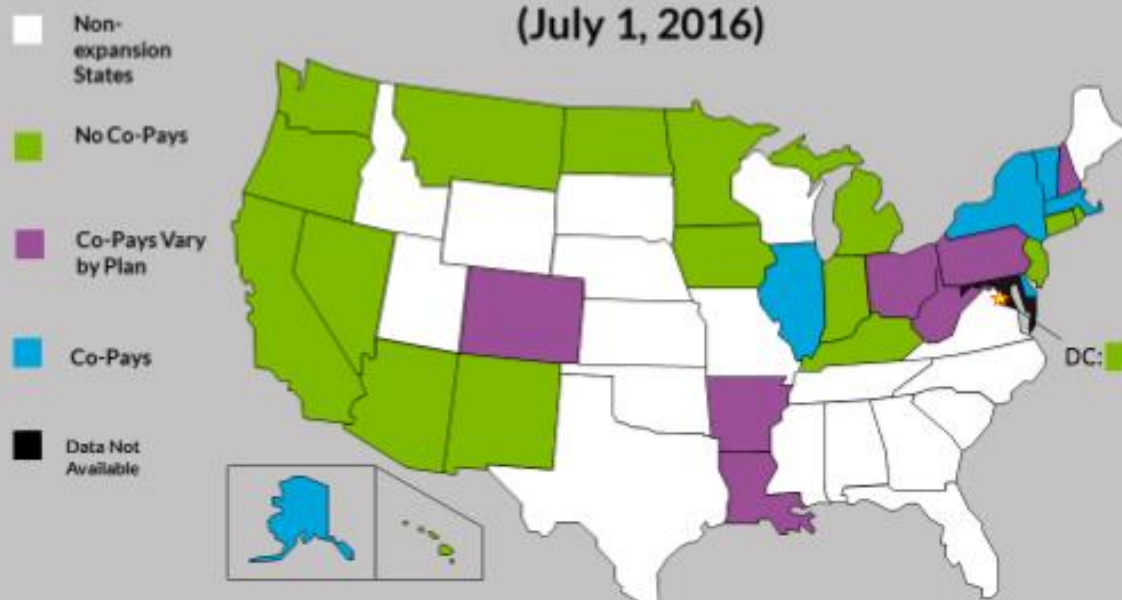 (July 1, 2016)
Non-
expansion
States
No Co-Pays
Co-Pays Vary
by Plan
Co-Pays
Data Not
Available
DC: